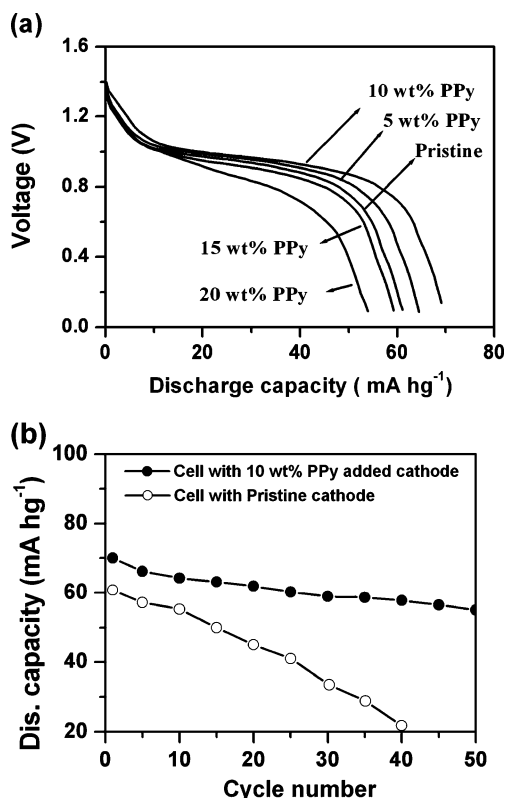 (a)
1.6
1.2
0.8
0.4
0.0
Voltage (V)
10 wt% PPy
5 wt% PPy
Pristine
15 wt% PPy
20 wt% PPy
0 20 40 60 80
Discharge capacity ( mA hg⁻¹)
(b)
100
80
60
40
20
Dis. capacity (mA hg⁻¹)
Cell with 10 wt% PPy added cathode
Cell with Pristine cathode
0 10 20 30 40 50
Cycle number